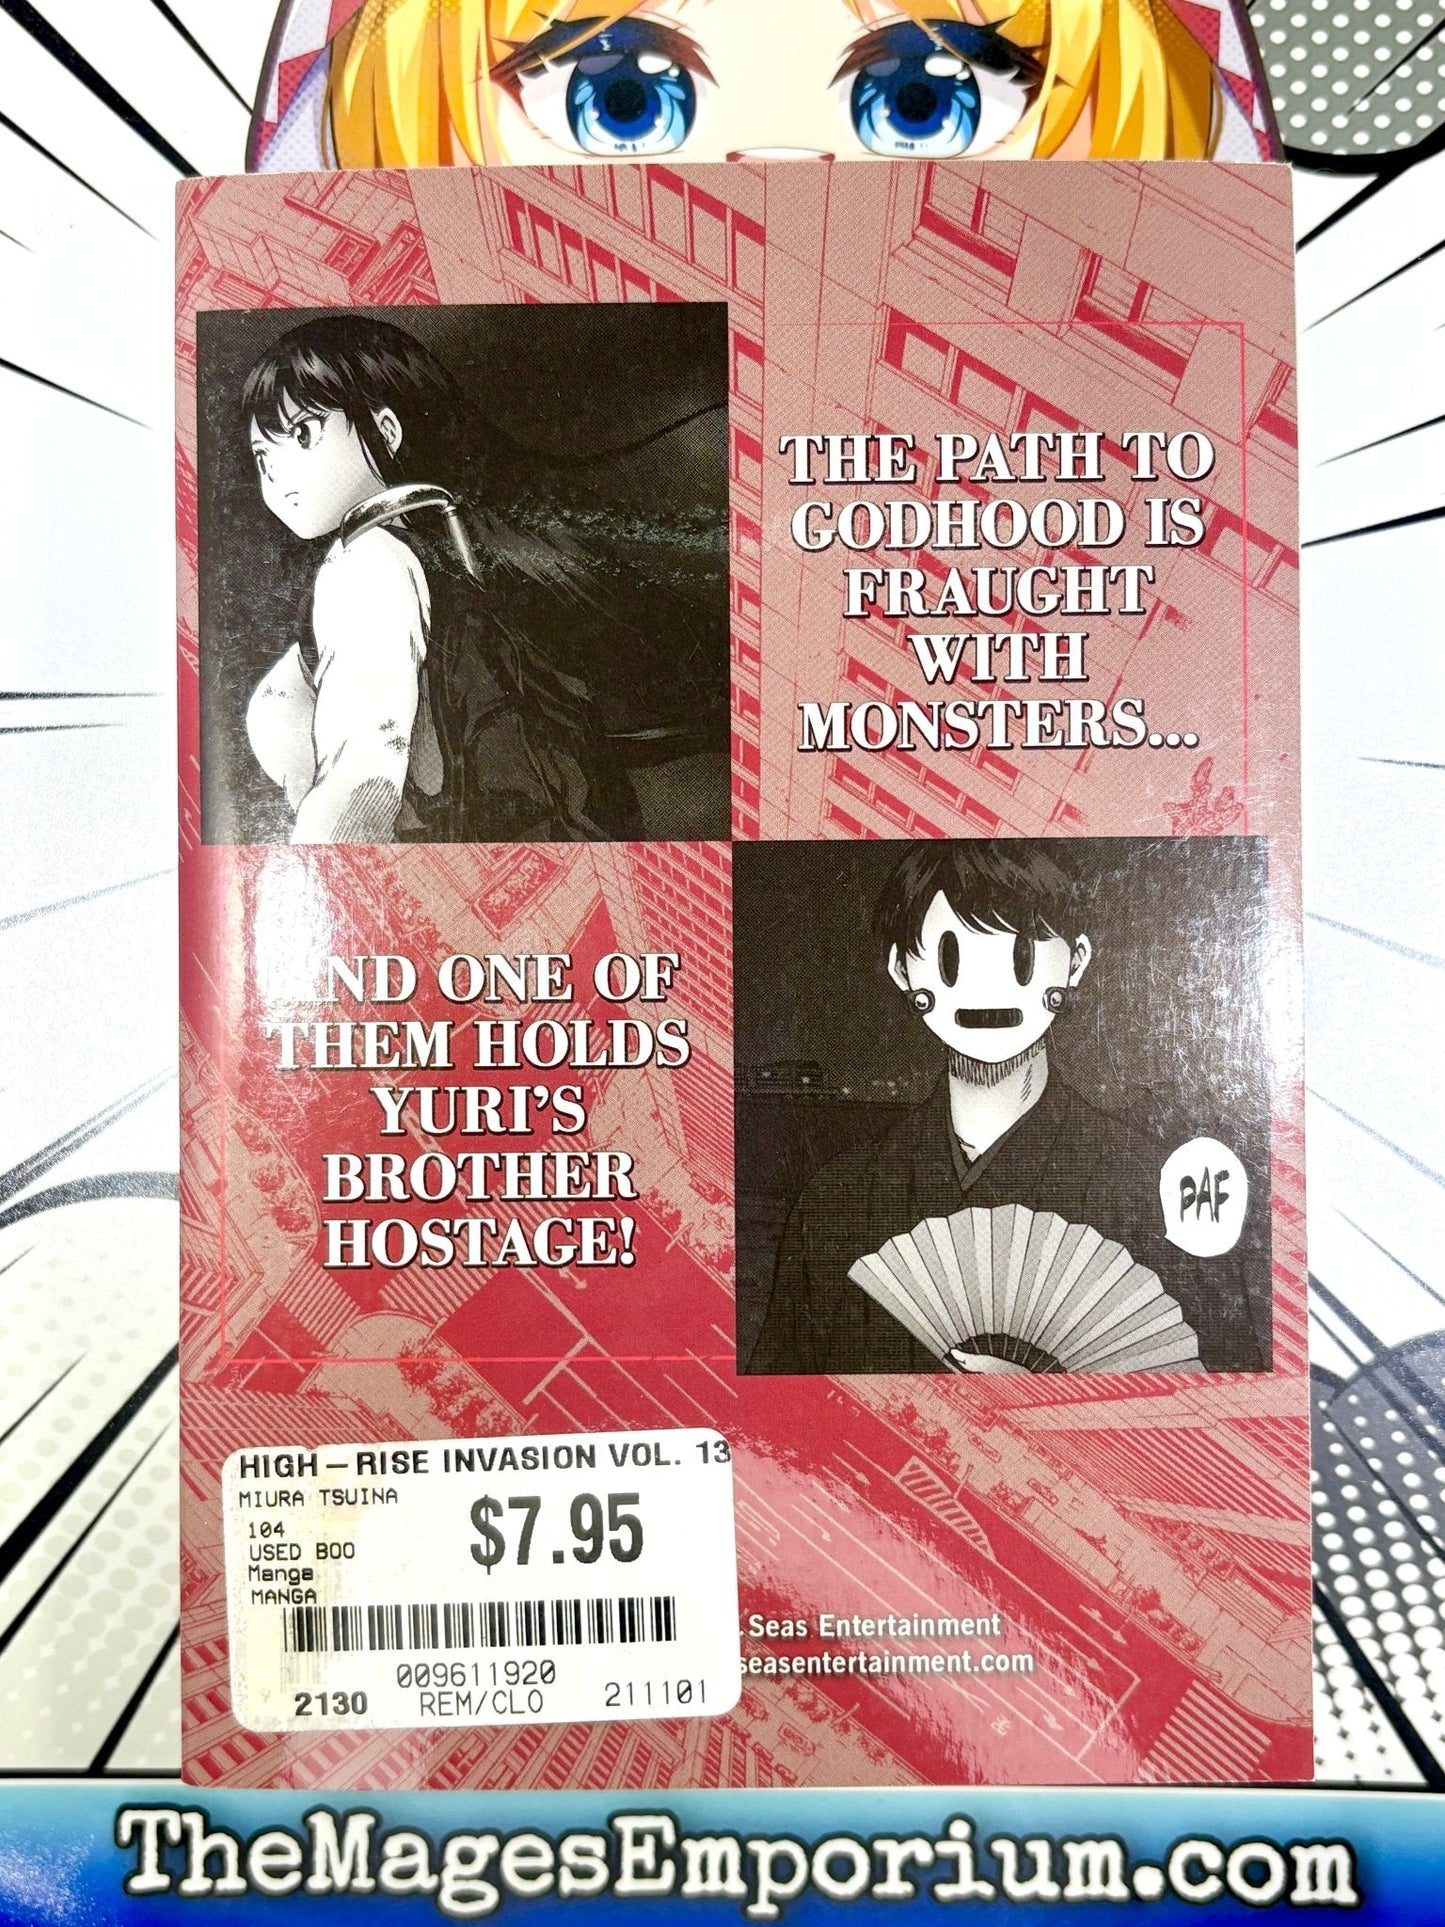 THE PATH TO
GODHOOD IS
FRAUGHT
WITH
MONSTERS...
AND ONE OF
THEM HOLDS
YURI'S
BROTHER
HOSTAGE!
PAF
HIGH-RISE INVASION VOL. 13
MIURA TSUINA
$7.95
104
USED BOO
Manga
MANGA
009611920
2130 REM/CLO 211101
Seas Entertainment
seasentertainment.com
TheMagesEmporium.com